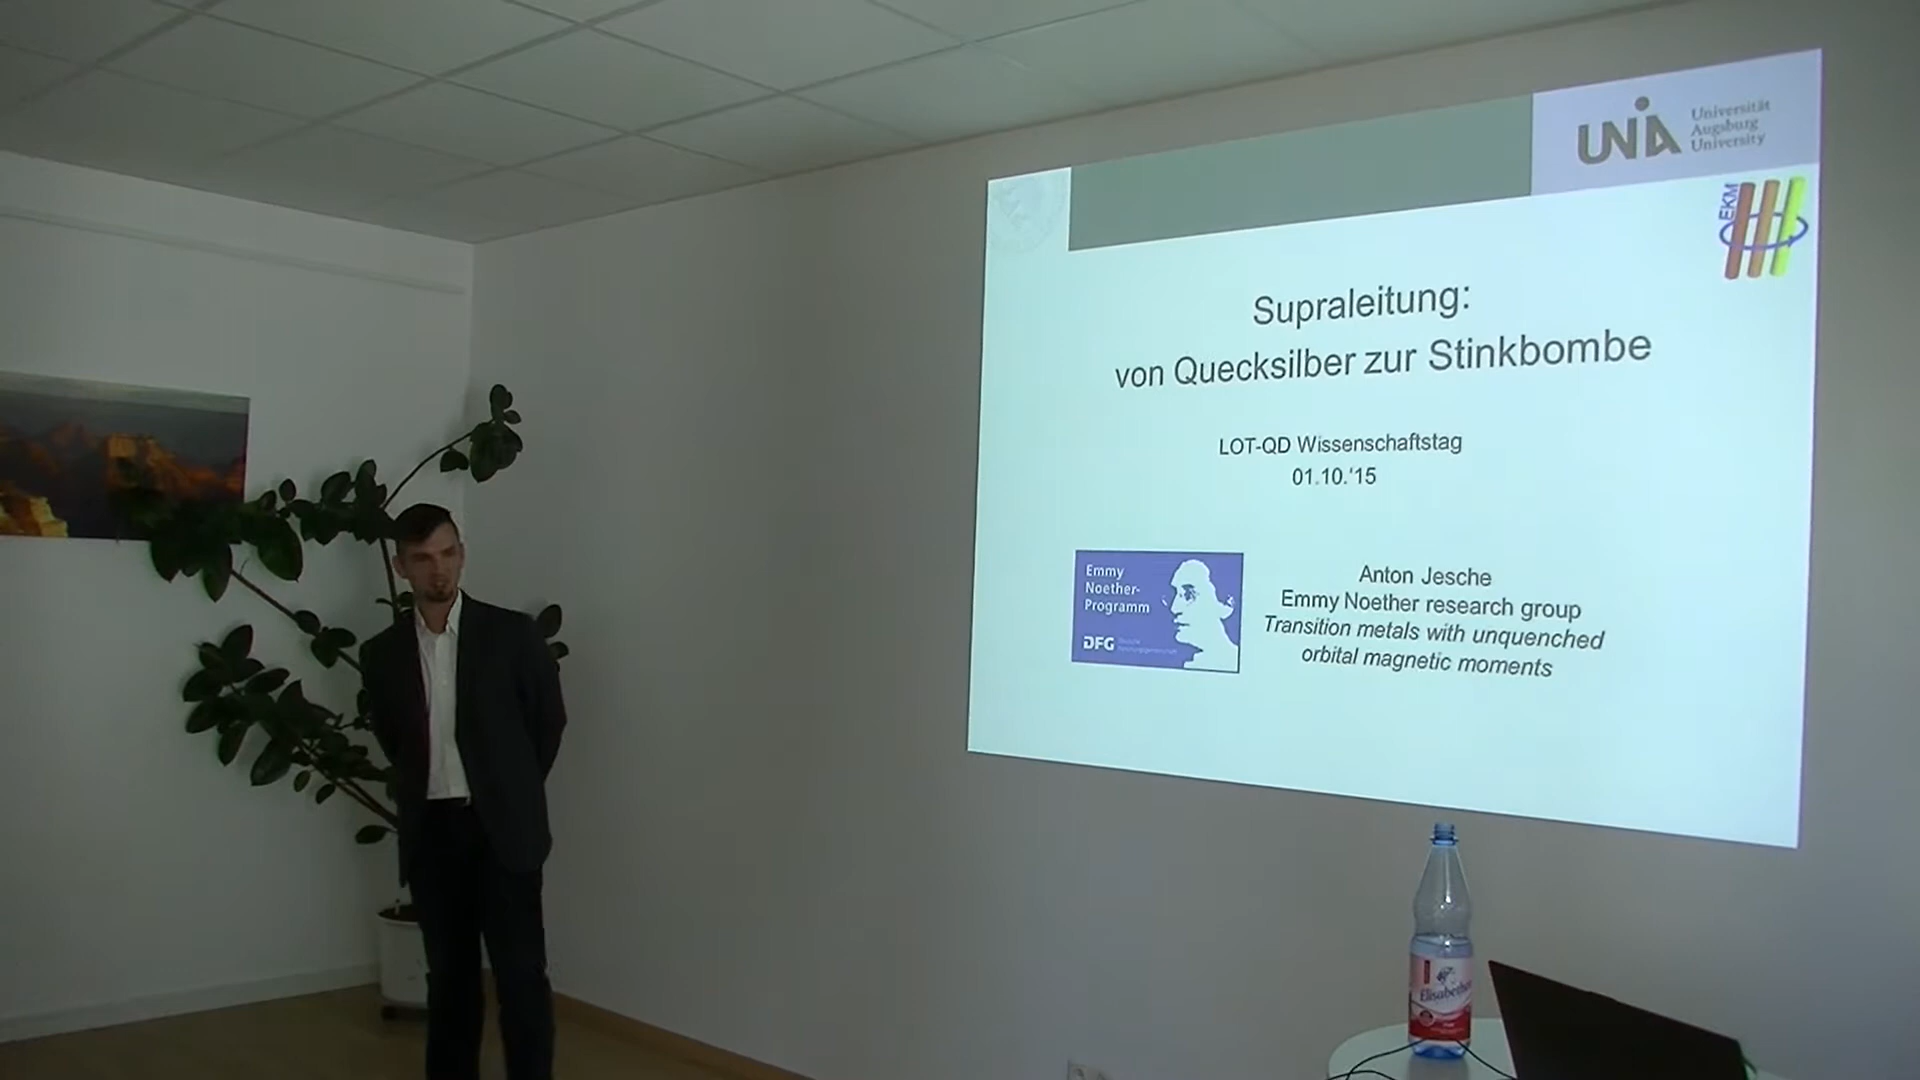 UNIA
Universität
Augsburg
University
EKM
Supraleitung:
von Quecksilber zur Stinkbombe
LOT-QD Wissenschaftstag
01.10.‘15
Emmy
Noether-
Programm
DFG
Anton Jesche
Emmy Noether research group
Transition metals with unquenched
orbital magnetic moments